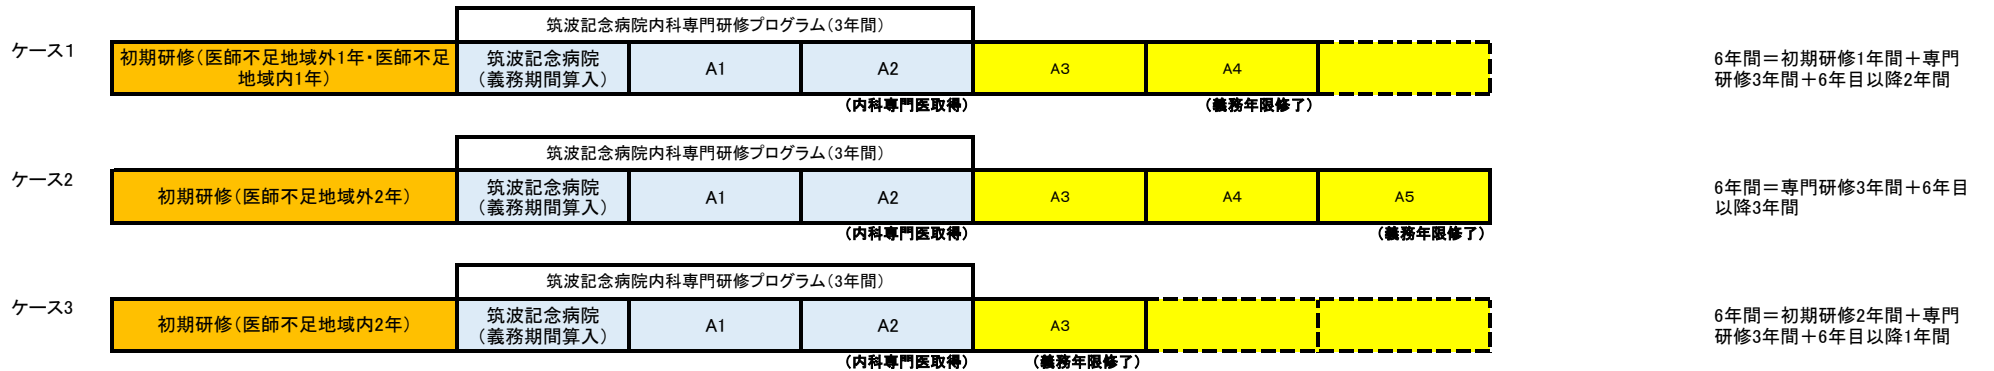 筑波記念病院内科専門研修プログラム（3年間）
ケース1
初期研修（医師不足地域外1年・医師不足
地域内1年）
筑波記念病院
（義務期間算入）
A1
A2
A3
A4
6年間＝初期研修1年間＋専門
研修3年間＋6年目以降2年間
（内科専門医取得）
（義務年限修了）
筑波記念病院内科専門研修プログラム（3年間）
ケース2
初期研修（医師不足地域外2年）
筑波記念病院
（義務期間算入）
A1
A2
A3
A4
A5
6年間＝専門研修3年間＋6年目
以降3年間
（内科専門医取得）
（義務年限修了）
筑波記念病院内科専門研修プログラム（3年間）
ケース3
初期研修（医師不足地域内2年）
筑波記念病院
（義務期間算入）
A1
A2
A3
6年間＝初期研修2年間＋専門
研修3年間＋6年目以降1年間
（内科専門医取得）
（義務年限修了）